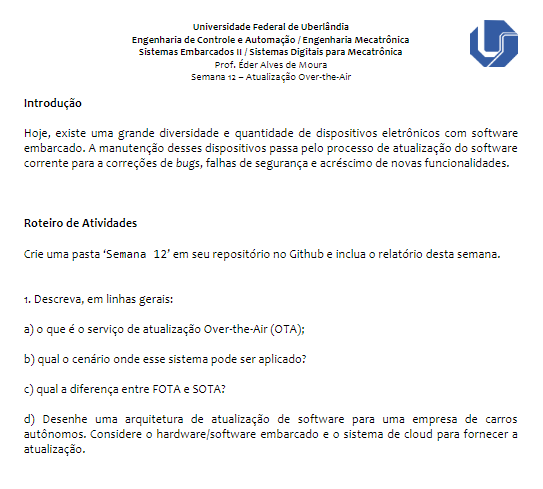 Universidade Federal de Uberlândia
Engenharia de Controle e Automação / Engenharia Mecatrônica
Sistemas Embarcados II / Sistemas Digitais para Mecatrônica
Prof. Éder Alves de Moura
Semana 12 – Atualização Over-the-Air
Introdução
Hoje, existe uma grande diversidade e quantidade de dispositivos eletrônicos com software
embarcado. A manutenção desses dispositivos passa pelo processo de atualização do software
corrente para a correções de bugs, falhas de segurança e acréscimo de novas funcionalidades.
Roteiro de Atividades
Crie uma pasta ‘Semana 12’ em seu repositório no Github e inclua o relatório desta semana.
1. Descreva, em linhas gerais:
a) o que é o serviço de atualização Over-the-Air (OTA);
b) qual o cenário onde esse sistema pode ser aplicado?
c) qual a diferença entre FOTA e SOTA?
d) Desenhe uma arquitetura de atualização de software para uma empresa de carros
autônomos. Considere o hardware/software embarcado e o sistema de cloud para fornecer a
atualização.